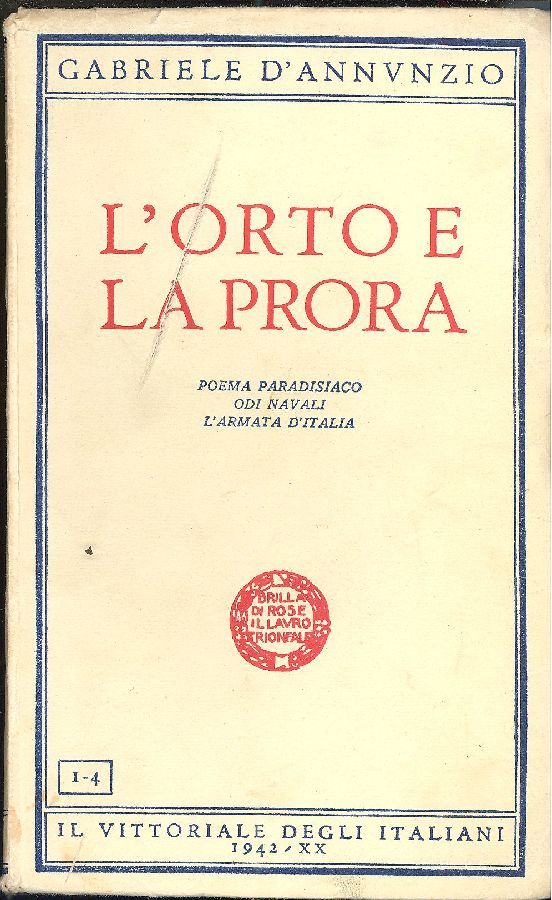 GABRIELE D'ANNVNZIO
L'ORTO E
LA PRORA
POEMA PARADISIACO
ODI NAVALI
L'ARMATA D'ITALIA
BRILLA
DI ROSE
IL LAVRO
TRIONFALE
I-4
IL VITTORIALE DEGLI ITALIANI
1942-XX